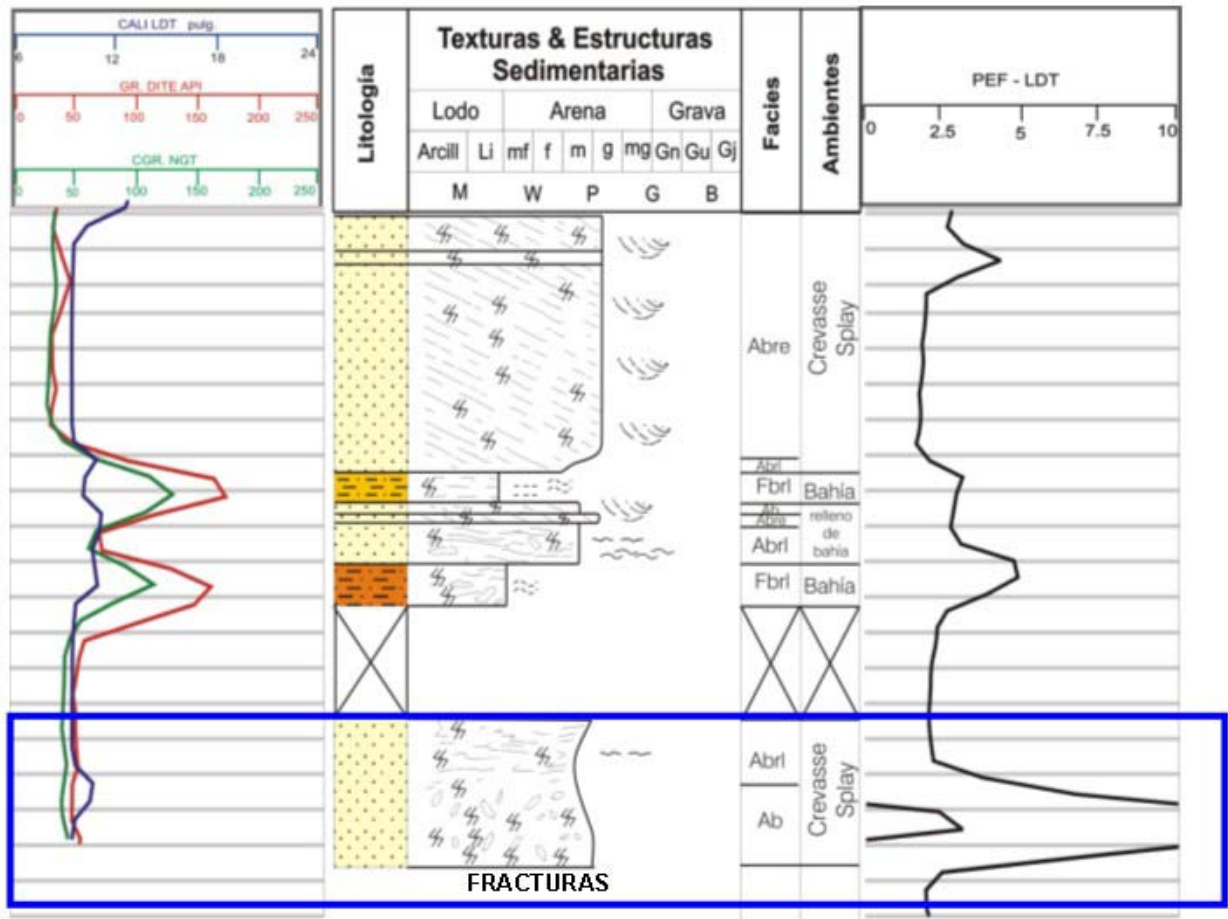 CALI LDT pulg.
6 12 18 24
GR. DITE API
0 50 100 150 200 250
CGR. NGT
0 50 100 150 200 250
Litología
Texturas & Estructuras
Sedimentarias
Lodo Arena Grava
Arcill Li mf f m g mg Gn Gu Gj
M W P G B
Facies
Ambientes
PEF - LDT
0 2.5 5 7.5 10
Abre
Crevasse
Splay
Abrl
Fbrl Bahía
Ab
Abre
relleno
de
bahía
Abrl
Fbrl Bahía
Abrl
Ab
Crevasse
Splay
FRACTURAS